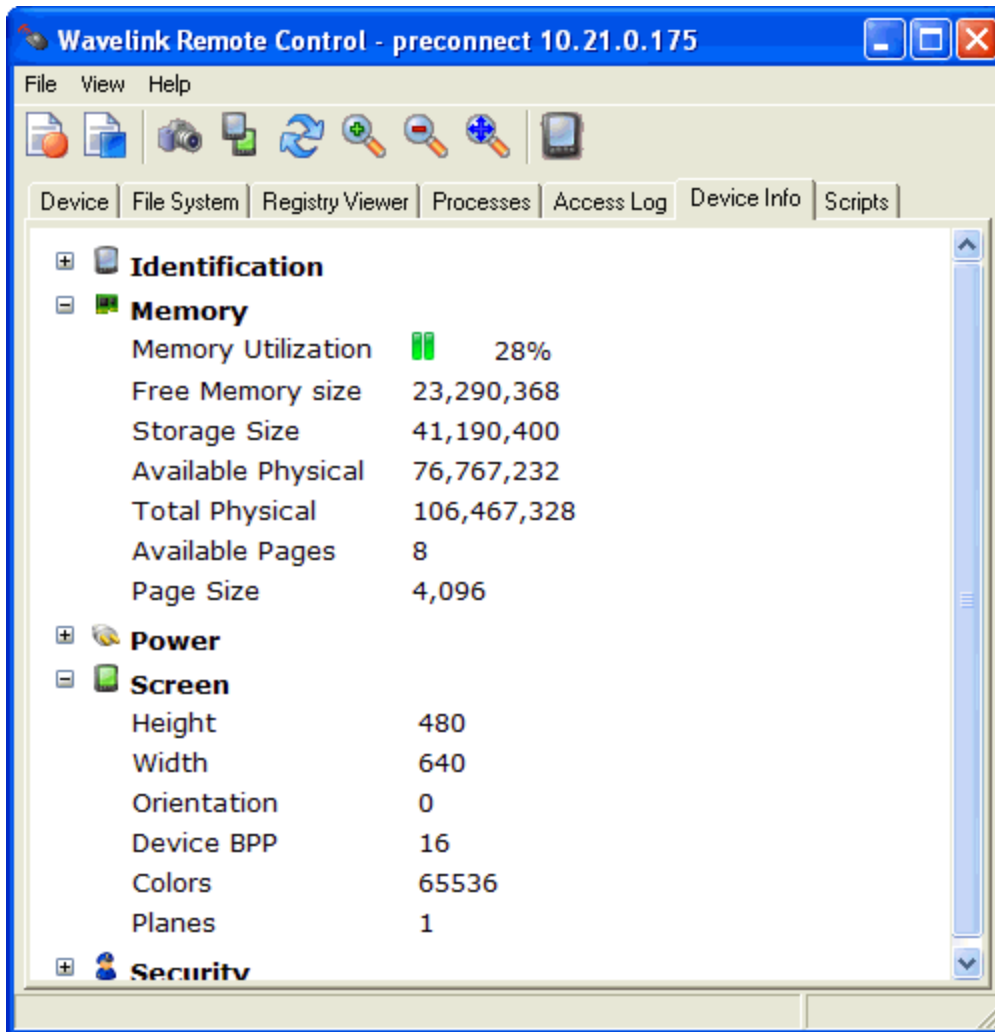 Wavelink Remote Control - preconnect 10.21.0.175
File View Help
Device File System Registry Viewer Processes Access Log Device Info Scripts
Identification
Memory
Memory Utilization 28%
Free Memory size 23,290,368
Storage Size 41,190,400
Available Physical 76,767,232
Total Physical 106,467,328
Available Pages 8
Page Size 4,096
Power
Screen
Height 480
Width 640
Orientation 0
Device BPP 16
Colors 65536
Planes 1
Security